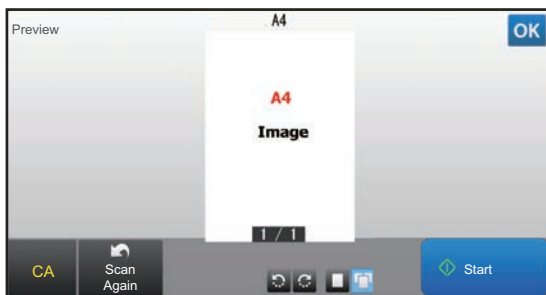 A4
Preview
OK
A4
Image
1 / 1
CA
Scan
Again
Start